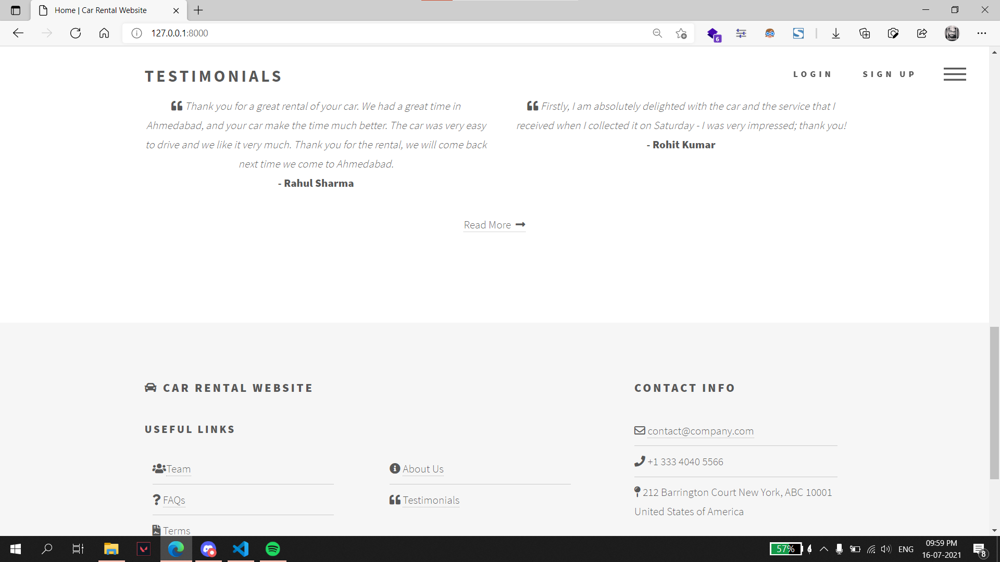 Home | Car Rental Website
127.0.0.1:8000
6
TESTIMONIALS
LOGIN
SIGN UP
Thank you for a great rental of your car. We had a great time in
Ahmedabad, and your car make the time much better. The car was very easy
to drive and we like it very much. Thank you for the rental, we will come back
next time we come to Ahmedabad.
- Rahul Sharma
Firstly, I am absolutely delighted with the car and the service that I
received when I collected it on Saturday - I was very impressed; thank you!
- Rohit Kumar
Read More
CAR RENTAL WEBSITE
USEFUL LINKS
Team
FAQs
Terms
About Us
Testimonials
CONTACT INFO
contact@company.com
+1 333 4040 5566
212 Barrington Court New York, ABC 10001
United States of America
57%
ENG
09:59 PM
16-07-2021
8